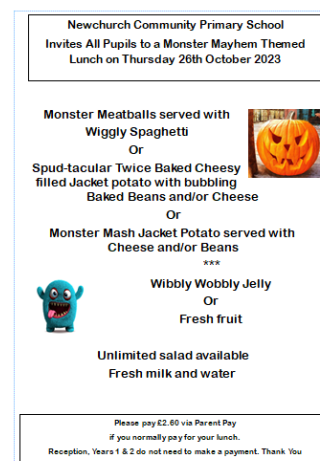 Newchurch Community Primary School
Invites All Pupils to a Monster Mayhem Themed
Lunch on Thursday 26th October 2023
Monster Meatballs served with
Wiggly Spaghetti
Or
Spud-tacular Twice Baked Cheesy
filled Jacket potato with bubbling
Baked Beans and/or Cheese
Or
Monster Mash Jacket Potato served with
Cheese and/or Beans
***
Wibbly Wobbly Jelly
Or
Fresh fruit
Unlimited salad available
Fresh milk and water
Please pay £2.60 via Parent Pay
if you normally pay for your lunch.
Reception, Years 1 & 2 do not need to make a payment. Thank You